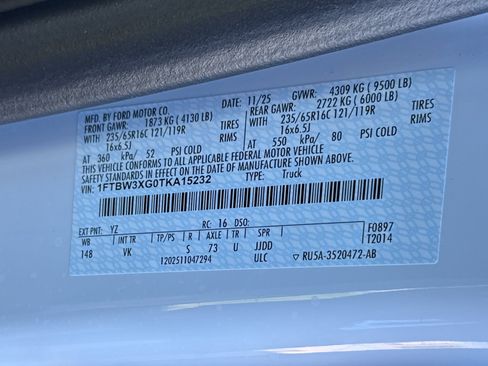 MFD. BY FORD MOTOR CO. 11/25 GVWR: 4309 KG ( 9500 LB)
FRONT GAWR: 1873 KG ( 4130 LB) REAR GAWR: 2722 KG ( 6000 LB)
WITH 235/65R16C 121/119R TIRES WITH 235/65R16C 121/119R TIRES
16x6.5J RIMS 16x6.5J RIMS
AT 360 kPa/ 52 PSI COLD AT 550 kPa/ 80 PSI COLD
THIS VEHICLE CONFORMS TO ALL APPLICABLE FEDERAL MOTOR VEHICLE
SAFETY STANDARDS IN EFFECT ON THE DATE OF MANUFACTURE SHOWN ABOVE.
VIN: 1FTBW3XG0TKA15232 TYPE: Truck
EXT PNT: YZ RC: 16 DSO: F0897
WB INT TR TP/PS R AXLE TR SPR T2014
148 VK S 73 U JJDD
1202511047294 ULC ▽ RU5A-3520472-AB